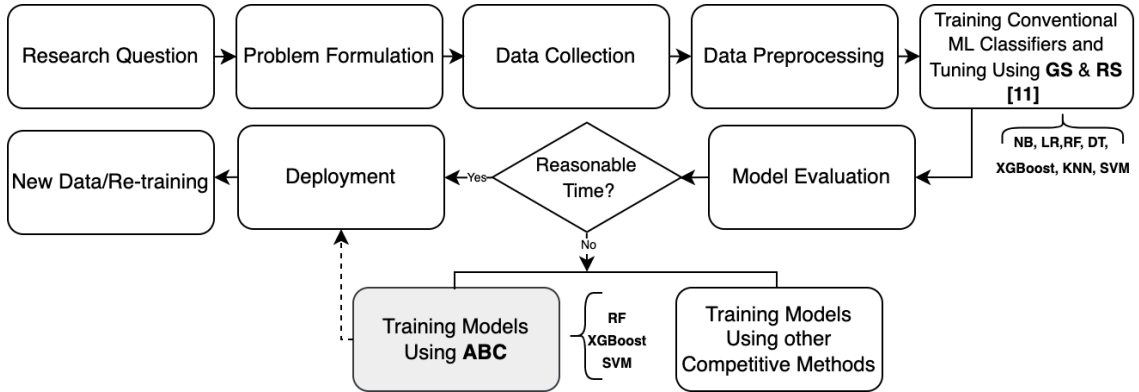 Research Question
Problem Formulation
Data Collection
Data Preprocessing
Training Conventional
ML Classifiers and
Tuning Using GS & RS
[11]
NB, LR,RF, DT,
XGBoost, KNN, SVM
New Data/Re-training
Deployment
Yes
Reasonable
Time?
Model Evaluation
No
Training Models
Using ABC
RF
XGBoost
SVM
Training Models
Using other
Competitive Methods